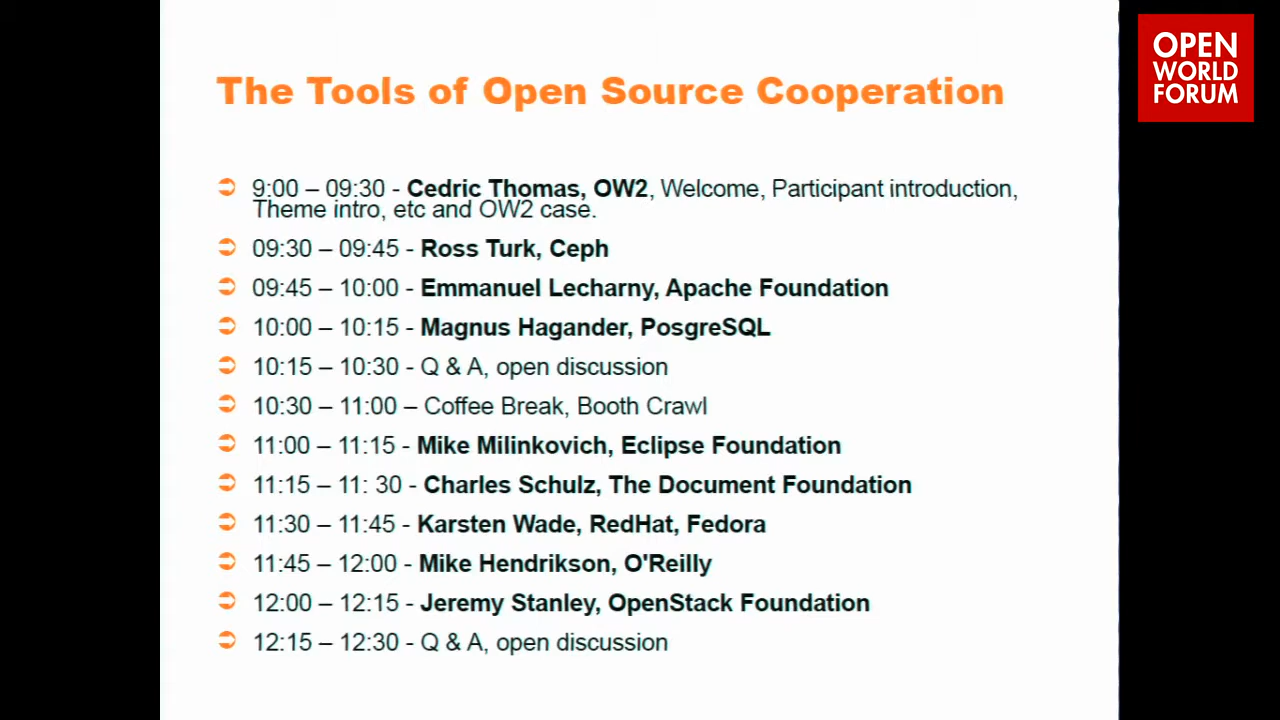 The Tools of Open Source Cooperation
OPEN
WORLD
FORUM
9:00 – 09:30 - Cedric Thomas, OW2, Welcome, Participant introduction,
Theme intro, etc and OW2 case.
09:30 – 09:45 - Ross Turk, Ceph
09:45 – 10:00 - Emmanuel Lecharny, Apache Foundation
10:00 – 10:15 - Magnus Hagander, PosgreSQL
10:15 – 10:30 - Q & A, open discussion
10:30 – 11:00 – Coffee Break, Booth Crawl
11:00 – 11:15 - Mike Milinkovich, Eclipse Foundation
11:15 – 11: 30 - Charles Schulz, The Document Foundation
11:30 – 11:45 - Karsten Wade, RedHat, Fedora
11:45 – 12:00 - Mike Hendrikson, O'Reilly
12:00 – 12:15 - Jeremy Stanley, OpenStack Foundation
12:15 – 12:30 - Q & A, open discussion